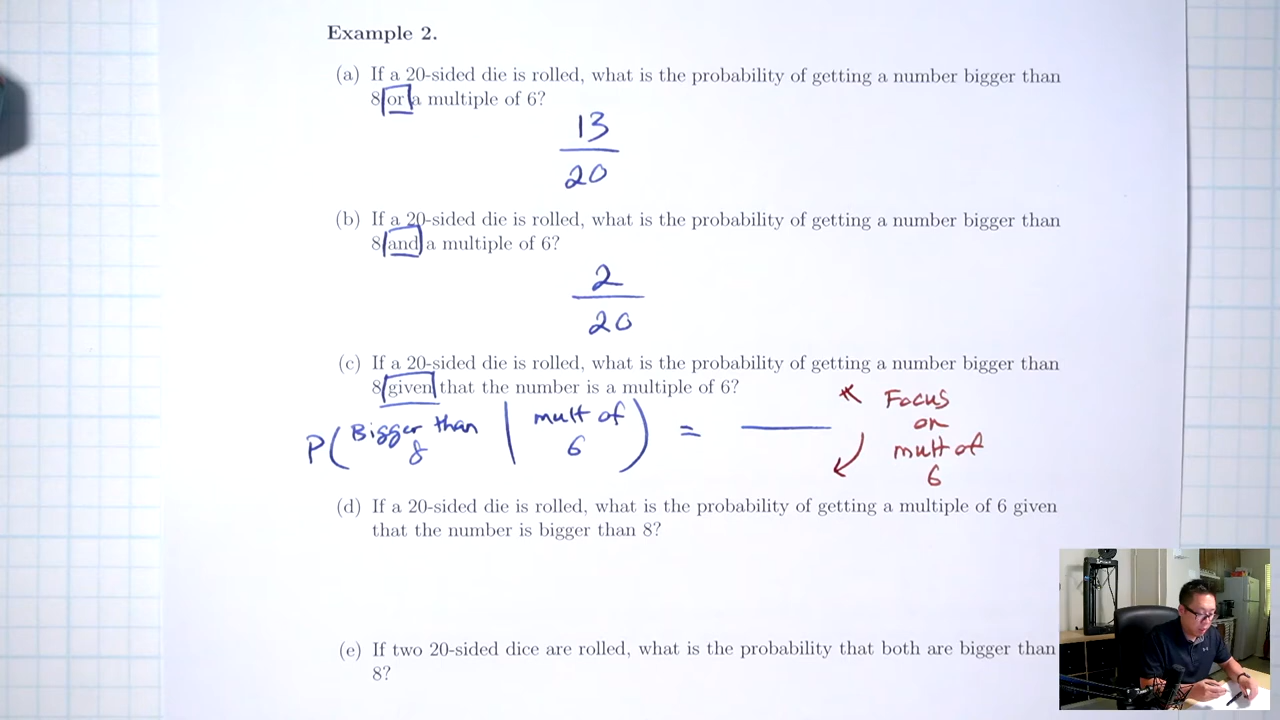 Example 2.
(a) If a 20-sided die is rolled, what is the probability of getting a number bigger than
8 or a multiple of 6?
13
20
(b) If a 20-sided die is rolled, what is the probability of getting a number bigger than
8 and a multiple of 6?
2
20
(c) If a 20-sided die is rolled, what is the probability of getting a number bigger than
8 given that the number is a multiple of 6?
P( Bigger than 8 | mult of 6 ) =
* Focus
on
mult of
6
(d) If a 20-sided die is rolled, what is the probability of getting a multiple of 6 given
that the number is bigger than 8?
(e) If two 20-sided dice are rolled, what is the probability that both are bigger than
8?